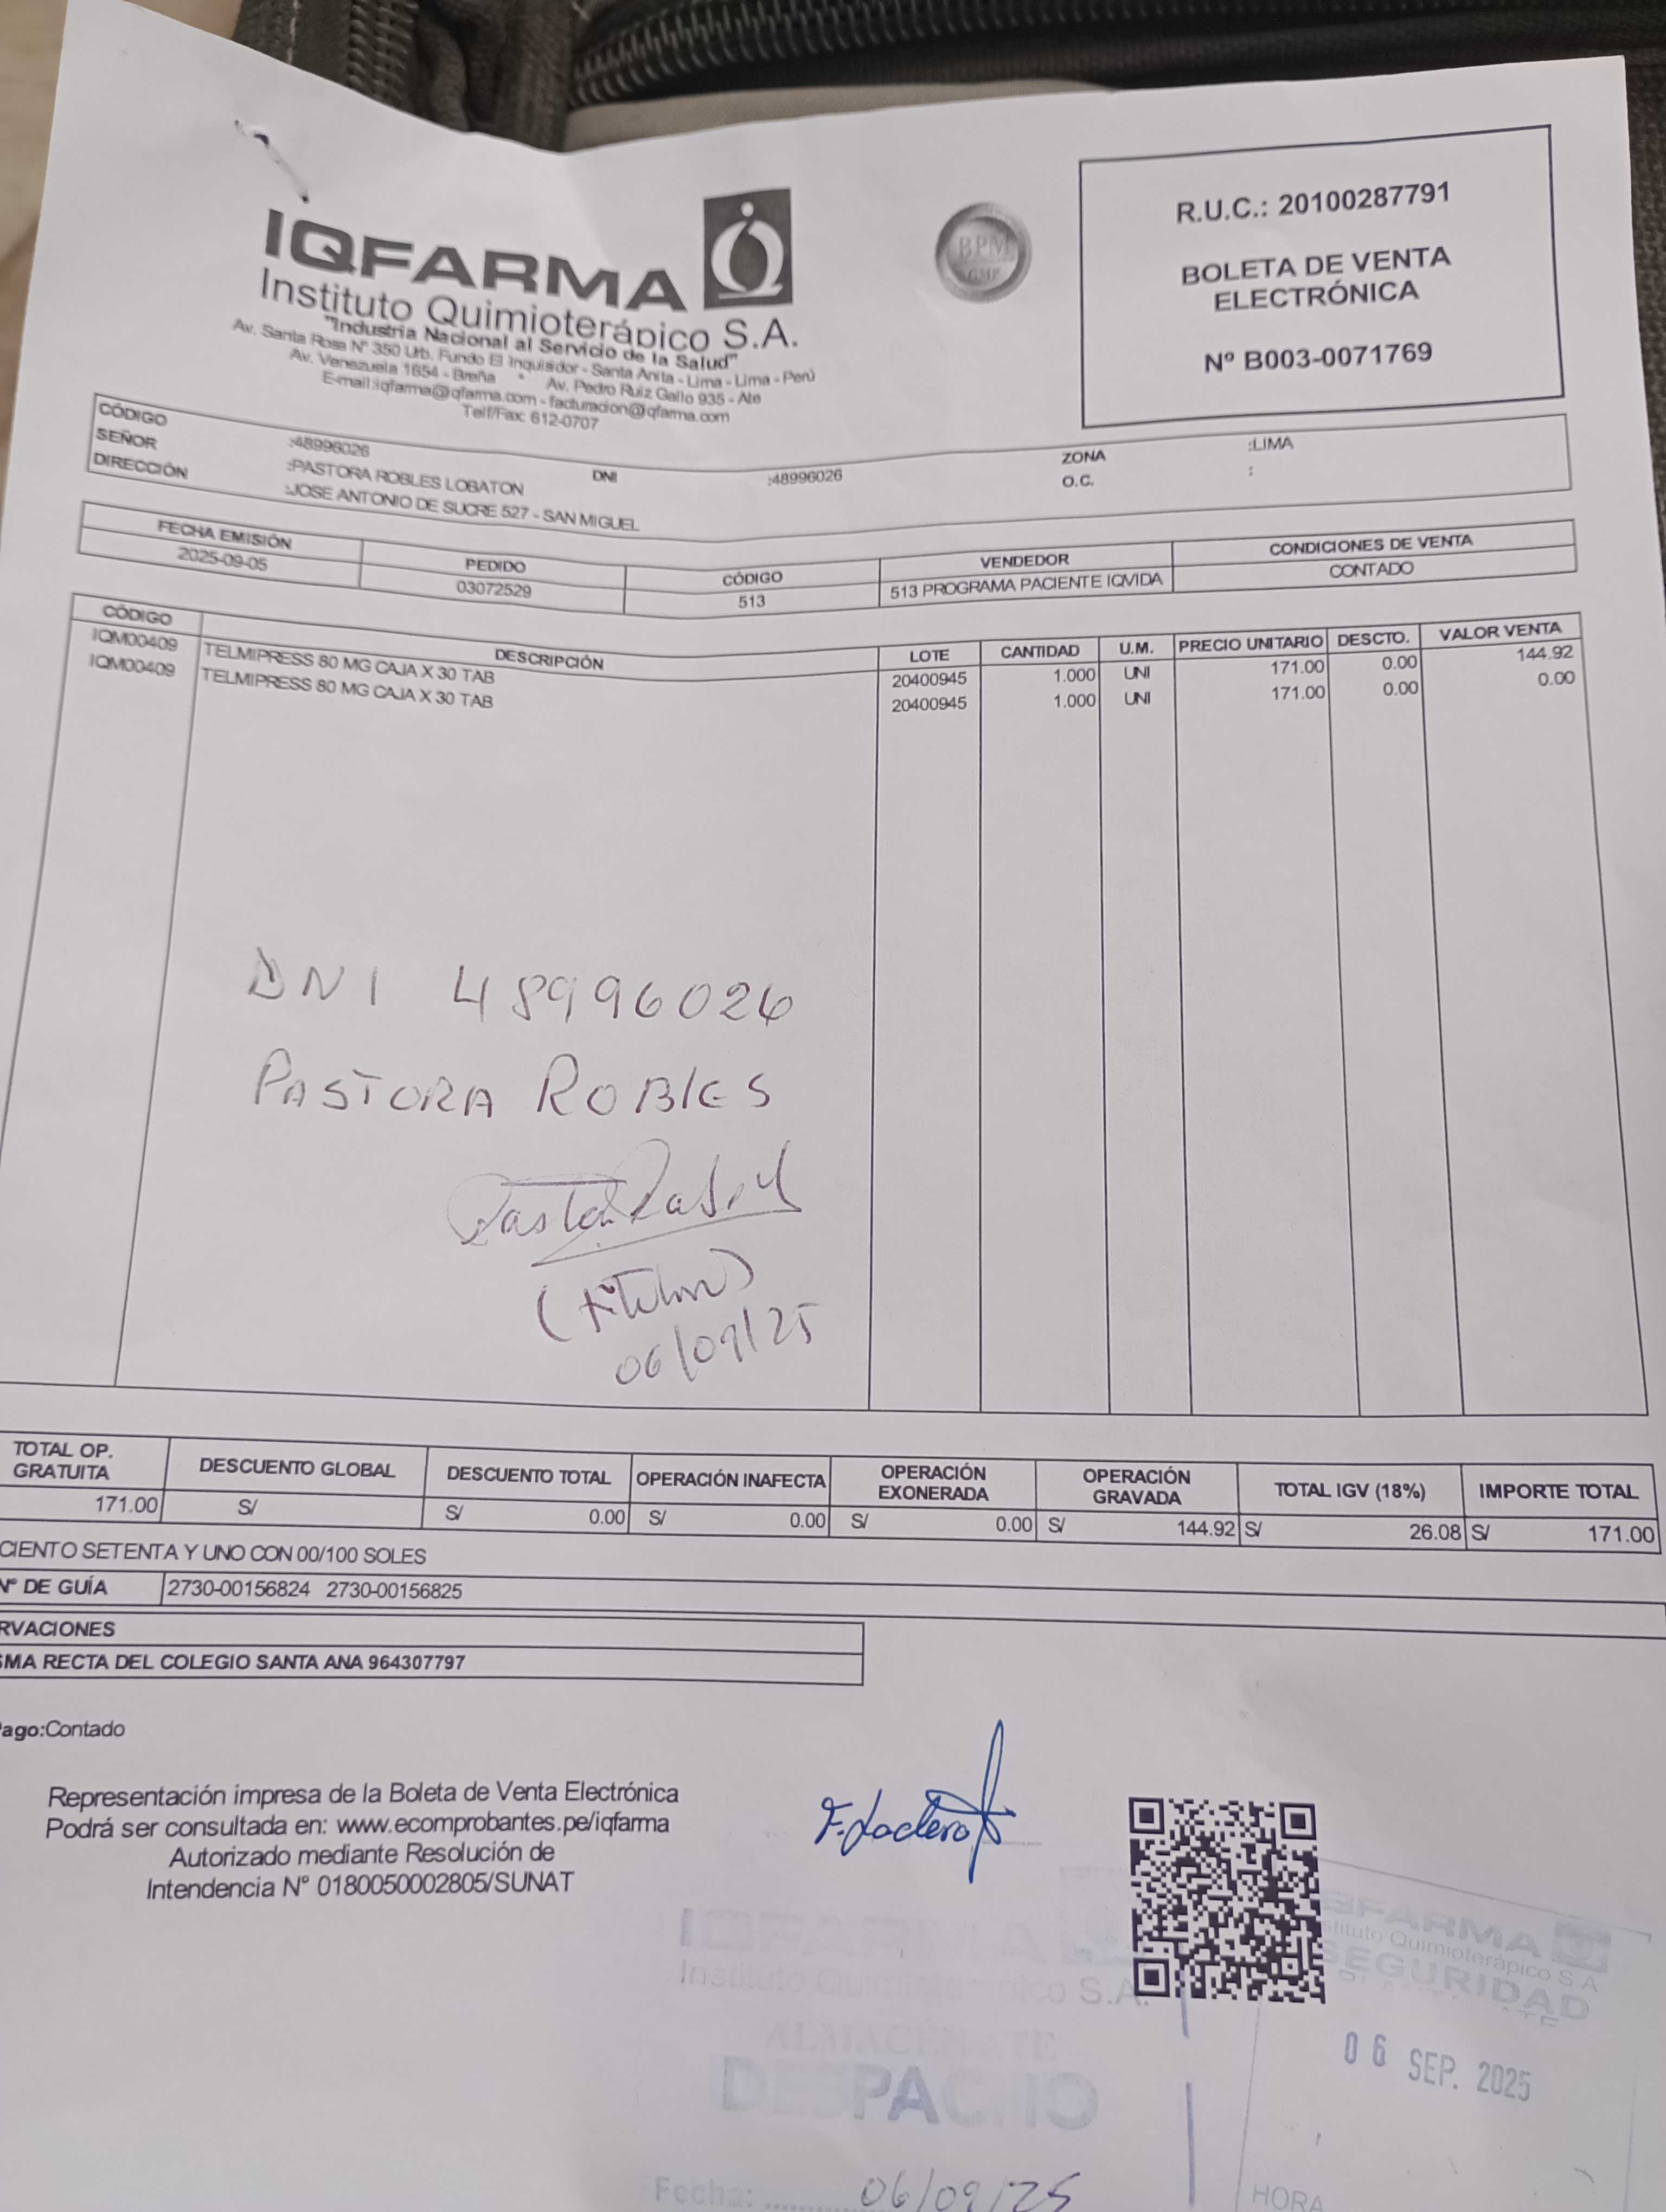 IQFARMA
Instituto Quimioterápico S.A.
"Industria Nacional al Servicio de la Salud"
Av. Santa Rosa N° 350 Urb. Fundo El Inquisidor - Santa Anita - Lima - Lima - Perú
Av. Venezuela 1654 - Breña * Av. Pedro Ruiz Gallo 935 - Ate
E-mail:iqfarma@iqfarma.com - facturacion@iqfarma.com
Telf/Fax: 612-0707
BPM
GMP
R.U.C.: 20100287791
BOLETA DE VENTA
ELECTRÓNICA
Nº B003-0071769
CÓDIGO :48996026 DNI :48996026 ZONA :LIMA
SEÑOR :PASTORA ROBLES LOBATON O.C. :
DIRECCIÓN :JOSE ANTONIO DE SUCRE 527 - SAN MIGUEL
FECHA EMISIÓN PEDIDO CÓDIGO VENDEDOR CONDICIONES DE VENTA
2025-09-05 03072529 513 513 PROGRAMA PACIENTE IQVIDA CONTADO
CÓDIGO DESCRIPCIÓN LOTE CANTIDAD U.M. PRECIO UNITARIO DESCTO. VALOR VENTA
IQM00409 TELMIPRESS 80 MG CAJA X 30 TAB 20400945 1.000 UNI 171.00 0.00 144.92
IQM00409 TELMIPRESS 80 MG CAJA X 30 TAB 20400945 1.000 UNI 171.00 0.00 0.00
DNI 48996026
PASTORA ROBLES
(titular)
06/09/25
TOTAL OP. GRATUITA DESCUENTO GLOBAL DESCUENTO TOTAL OPERACIÓN INAFECTA OPERACIÓN EXONERADA OPERACIÓN GRAVADA TOTAL IGV (18%) IMPORTE TOTAL
171.00 S/ S/ 0.00 S/ 0.00 S/ 0.00 S/ 144.92 S/ 26.08 S/ 171.00
CIENTO SETENTA Y UNO CON 00/100 SOLES
Nº DE GUÍA 2730-00156824 2730-00156825
RVACIONES
SMA RECTA DEL COLEGIO SANTA ANA 964307797
Pago:Contado
Representación impresa de la Boleta de Venta Electrónica
Podrá ser consultada en: www.ecomprobantes.pe/iqfarma
Autorizado mediante Resolución de
Intendencia N° 0180050002805/SUNAT
IQFARMA
Instituto Quimioterápico S.A.
ALMACÉN ATE
DESPACHO
Fecha: 06/09/25
QFARMA
stituto Quimioterápico S.A
SEGURIDAD
06 SEP. 2025
HORA